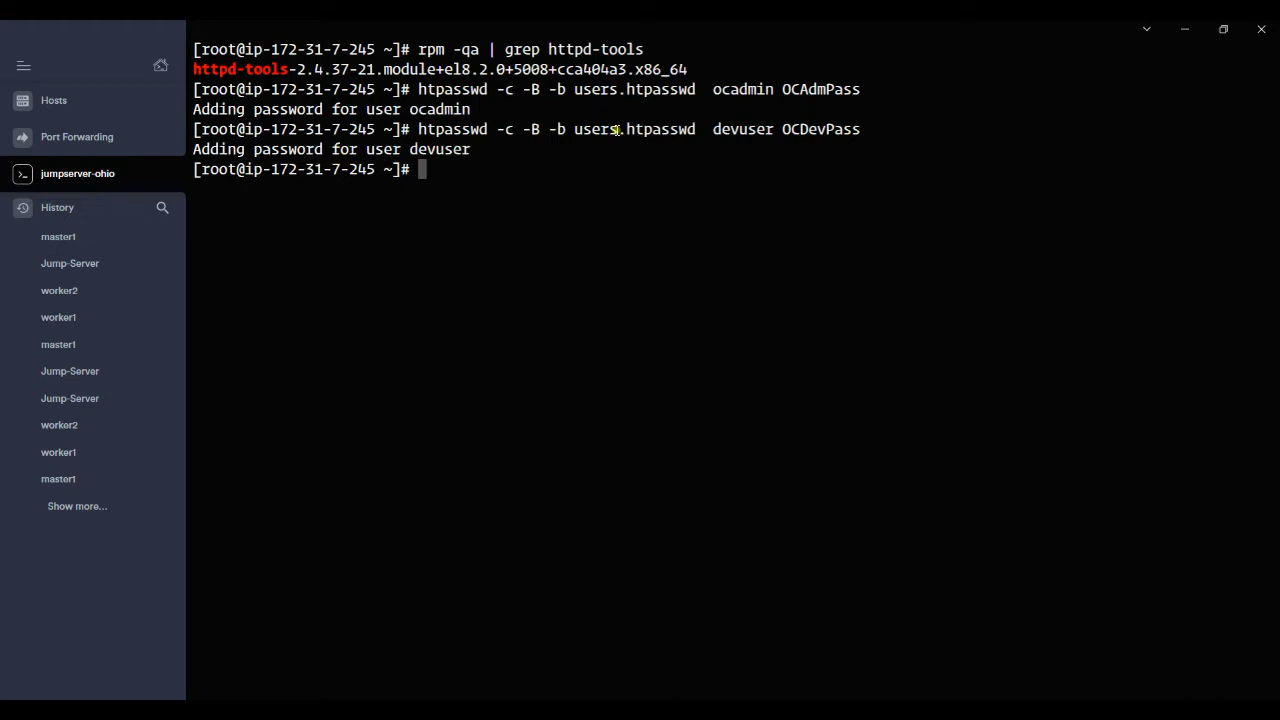 [root@ip-172-31-7-245 ~]# rpm -qa | grep httpd-tools
httpd-tools-2.4.37-21.module+el8.2.0+5008+cca404a3.x86_64
[root@ip-172-31-7-245 ~]# htpasswd -c -B -b users.htpasswd  ocadmin OCAdmPass
Adding password for user ocadmin
[root@ip-172-31-7-245 ~]# htpasswd -c -B -b users.htpasswd  devuser OCDevPass
Adding password for user devuser
[root@ip-172-31-7-245 ~]#
Hosts
Port Forwarding
jumpserver-ohio
History
master1
Jump-Server
worker2
worker1
master1
Jump-Server
Jump-Server
worker2
worker1
master1
Show more...